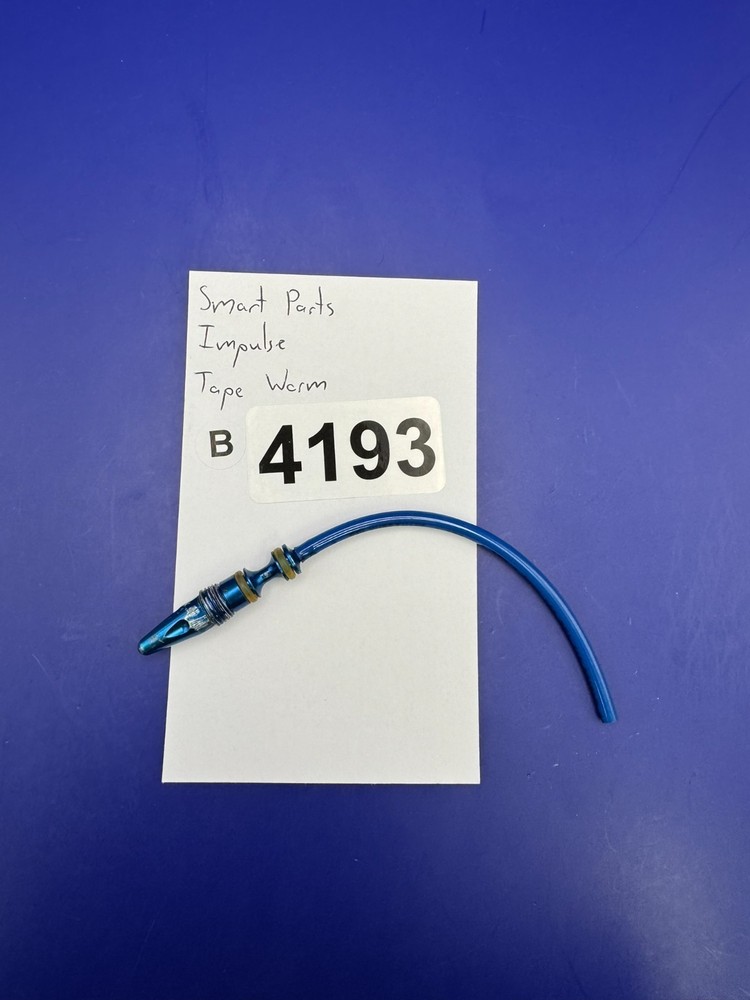 Smart Parts
Impulse
Tape Worm
B 4193